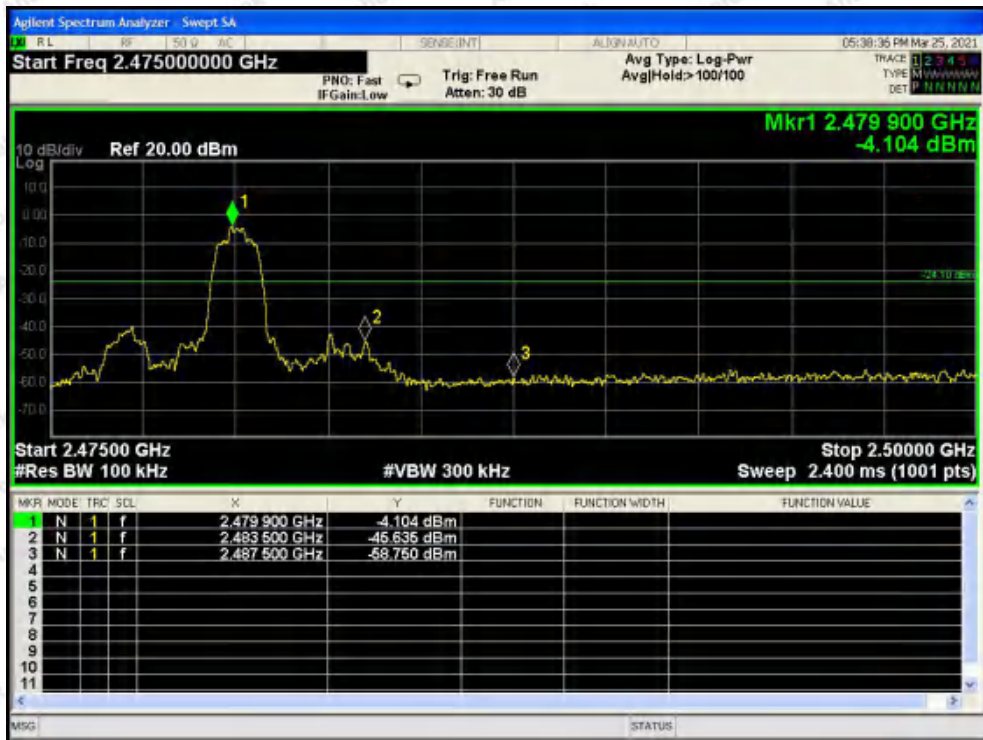 Agilent Spectrum Analyzer - Swept SA
LXI RL RF 50 Ω AC SENSE:INT ALIGN AUTO 05:38:36 PM Mar 25, 2021
Start Freq 2.475000000 GHz
PNO: Fast
IFGain:Low
Trig: Free Run
Atten: 30 dB
Avg Type: Log-Pwr
Avg|Hold:>100/100
TRACE 1 2 3 4 5 6
TYPE M
DET P N N N N N
Mkr1 2.479 900 GHz
-4.104 dBm
10 dB/div Ref 20.00 dBm
Log
10.0
0.00
-10.0
-20.0
-30.0
-40.0
-50.0
-60.0
-70.0
1
2
3
-24.10 dBm
Start 2.47500 GHz Stop 2.50000 GHz
#Res BW 100 kHz #VBW 300 kHz Sweep 2.400 ms (1001 pts)
MKR MODE TRC SCL X Y FUNCTION FUNCTION WIDTH FUNCTION VALUE
1 N 1 f 2.479 900 GHz -4.104 dBm
2 N 1 f 2.483 500 GHz -45.635 dBm
3 N 1 f 2.487 500 GHz -58.750 dBm
4
5
6
7
8
9
10
11
MSG STATUS